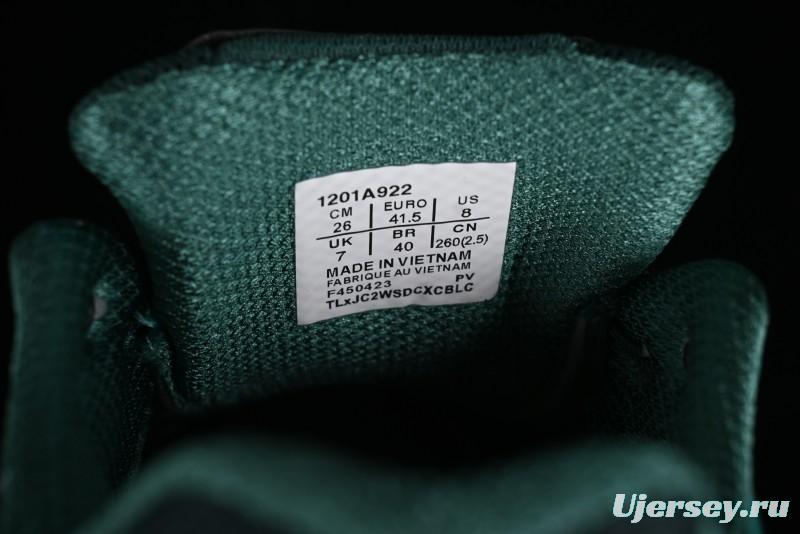 1201A922
CM EURO US
26 41.5 8
UK BR CN
7 40 260(2.5)
MADE IN VIETNAM
FABRIQUE AU VIETNAM
F450423 PV
TLxJC2WSDCXCBLC
Ujersey.ru